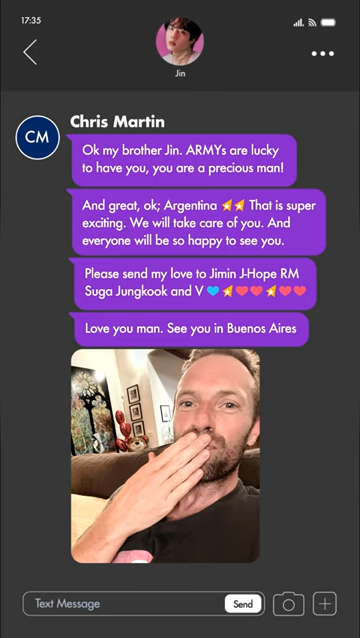 17:35
Jin
CM
Chris Martin
Ok my brother Jin. ARMYs are lucky
to have you, you are a precious man!
And great, ok; Argentina ⭐⭐ That is super
exciting. We will take care of you. And
everyone will be so happy to see you.
Please send my love to Jimin J-Hope RM
Suga Jungkook and V 💙⭐❤️❤️⭐❤️❤️
Love you man. See you in Buenos Aires
Text Message
Send